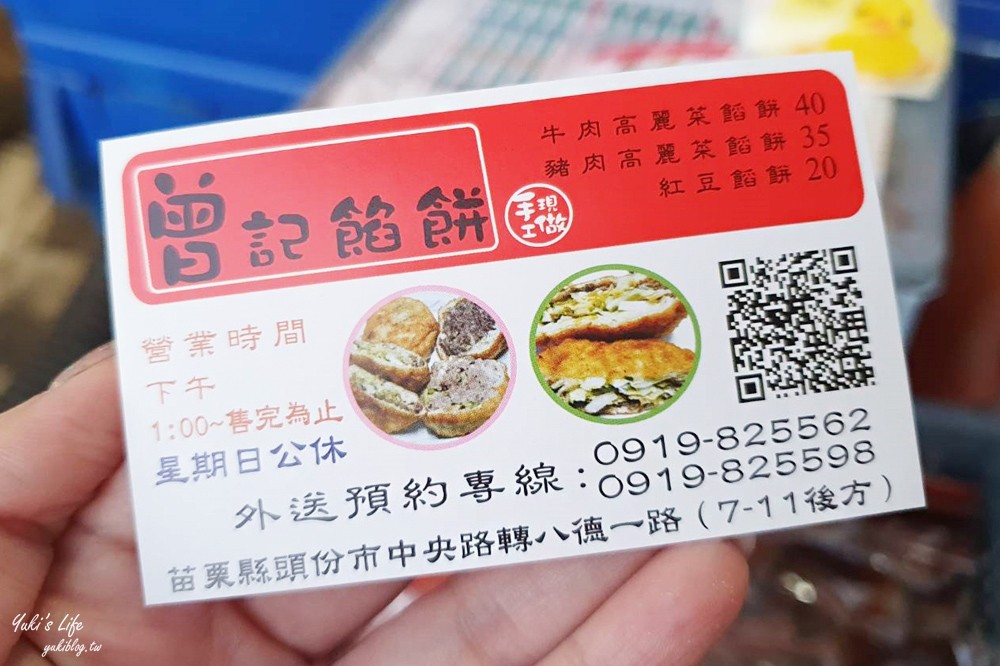 曾記餡餅
手工現做
牛肉高麗菜餡餅 40
豬肉高麗菜餡餅 35
紅豆餡餅 20
營業時間
下午
1:00~售完為止
星期日公休
外送預約專線：0919-825562
0919-825598
苗栗縣頭份市中央路轉八德一路（7-11後方）
Yuki's Life
yukiblog.tw